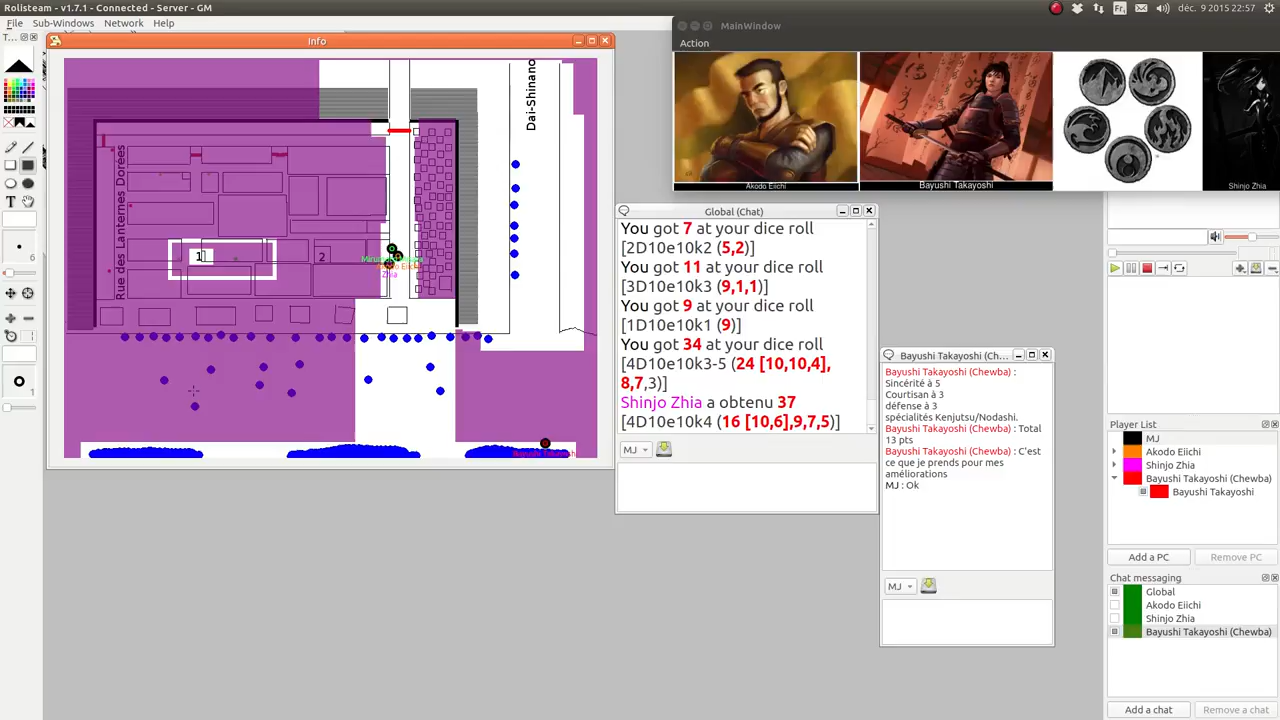 Rolisteam - v1.7.1 - Connected - Server - GM
Fr
déc. 9 2015 22:57
File Sub-Windows Network Help
T...
6
1
Info
Rue des Lanternes Dorées
Dai-Shinano
1
2
Akodo Eiichi
Zhia
MainWindow
Action
Akodo Eiichi
Bayushi Takayoshi
Shinjo Zhia
Global (Chat)
You got 7 at your dice roll
[2D10e10k2 (5,2)]
You got 11 at your dice roll
[3D10e10k3 (9,1,1)]
You got 9 at your dice roll
[1D10e10k1 (9)]
You got 34 at your dice roll
[4D10e10k3-5 (24 [10,10,4],
8,7,3)]
Shinjo Zhia a obtenu 37
[4D10e10k4 (16 [10,6],9,7,5)]
MJ
Bayushi Takayoshi (Ch...
Bayushi Takayoshi (Chewba) :
Sincérité à 5
Courtisan à 3
défense à 3
spécialités Kenjutsu/Nodashi.
Bayushi Takayoshi (Chewba) : Total
13 pts
Bayushi Takayoshi (Chewba) : C'est
ce que je prends pour mes
améliorations
MJ : Ok
MJ
Player List
MJ
Akodo Eiichi
Shinjo Zhia
Bayushi Takayoshi (Chewba)
Bayushi Takayoshi
Add a PC
Remove PC
Chat messaging
Global
Akodo Eiichi
Shinjo Zhia
Bayushi Takayoshi (Chewba)
Add a chat
Remove a chat